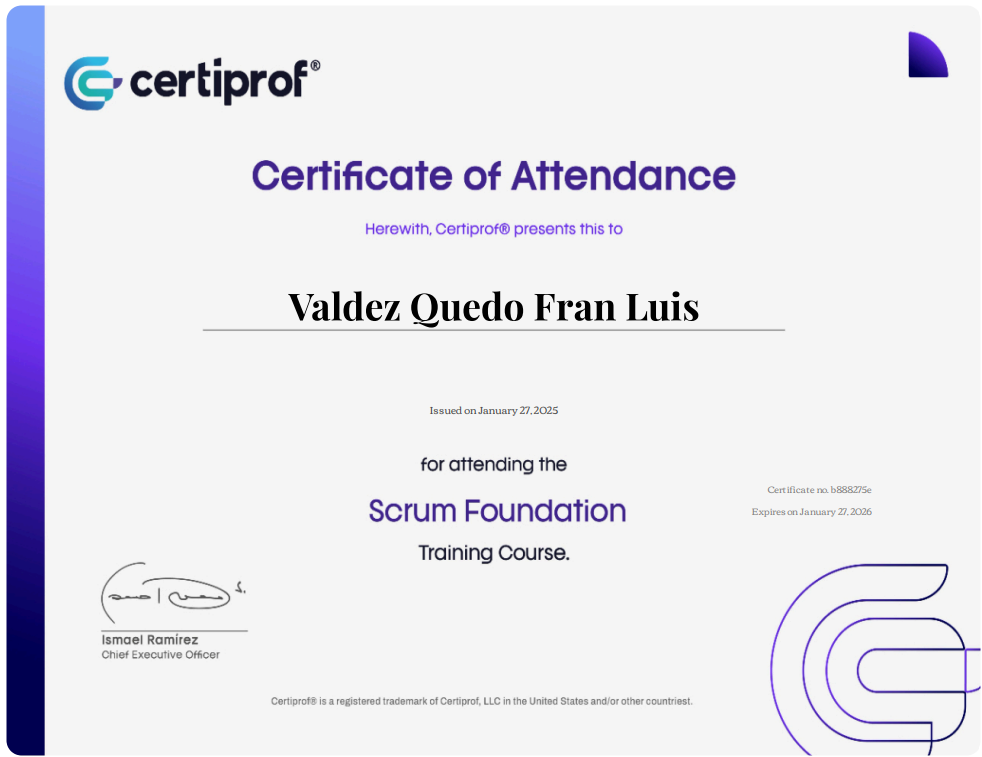 certiprof®
Certificate of Attendance
Herewith, Certiprof® presents this to
Valdez Quedo Fran Luis
Issued on January 27, 2025
for attending the
Scrum Foundation
Training Course.
Certificate no. b888275e
Expires on January 27, 2026
Ismael Ramírez
Chief Executive Officer
Certiprof® is a registered trademark of Certiprof, LLC in the United States and/or other countriest.